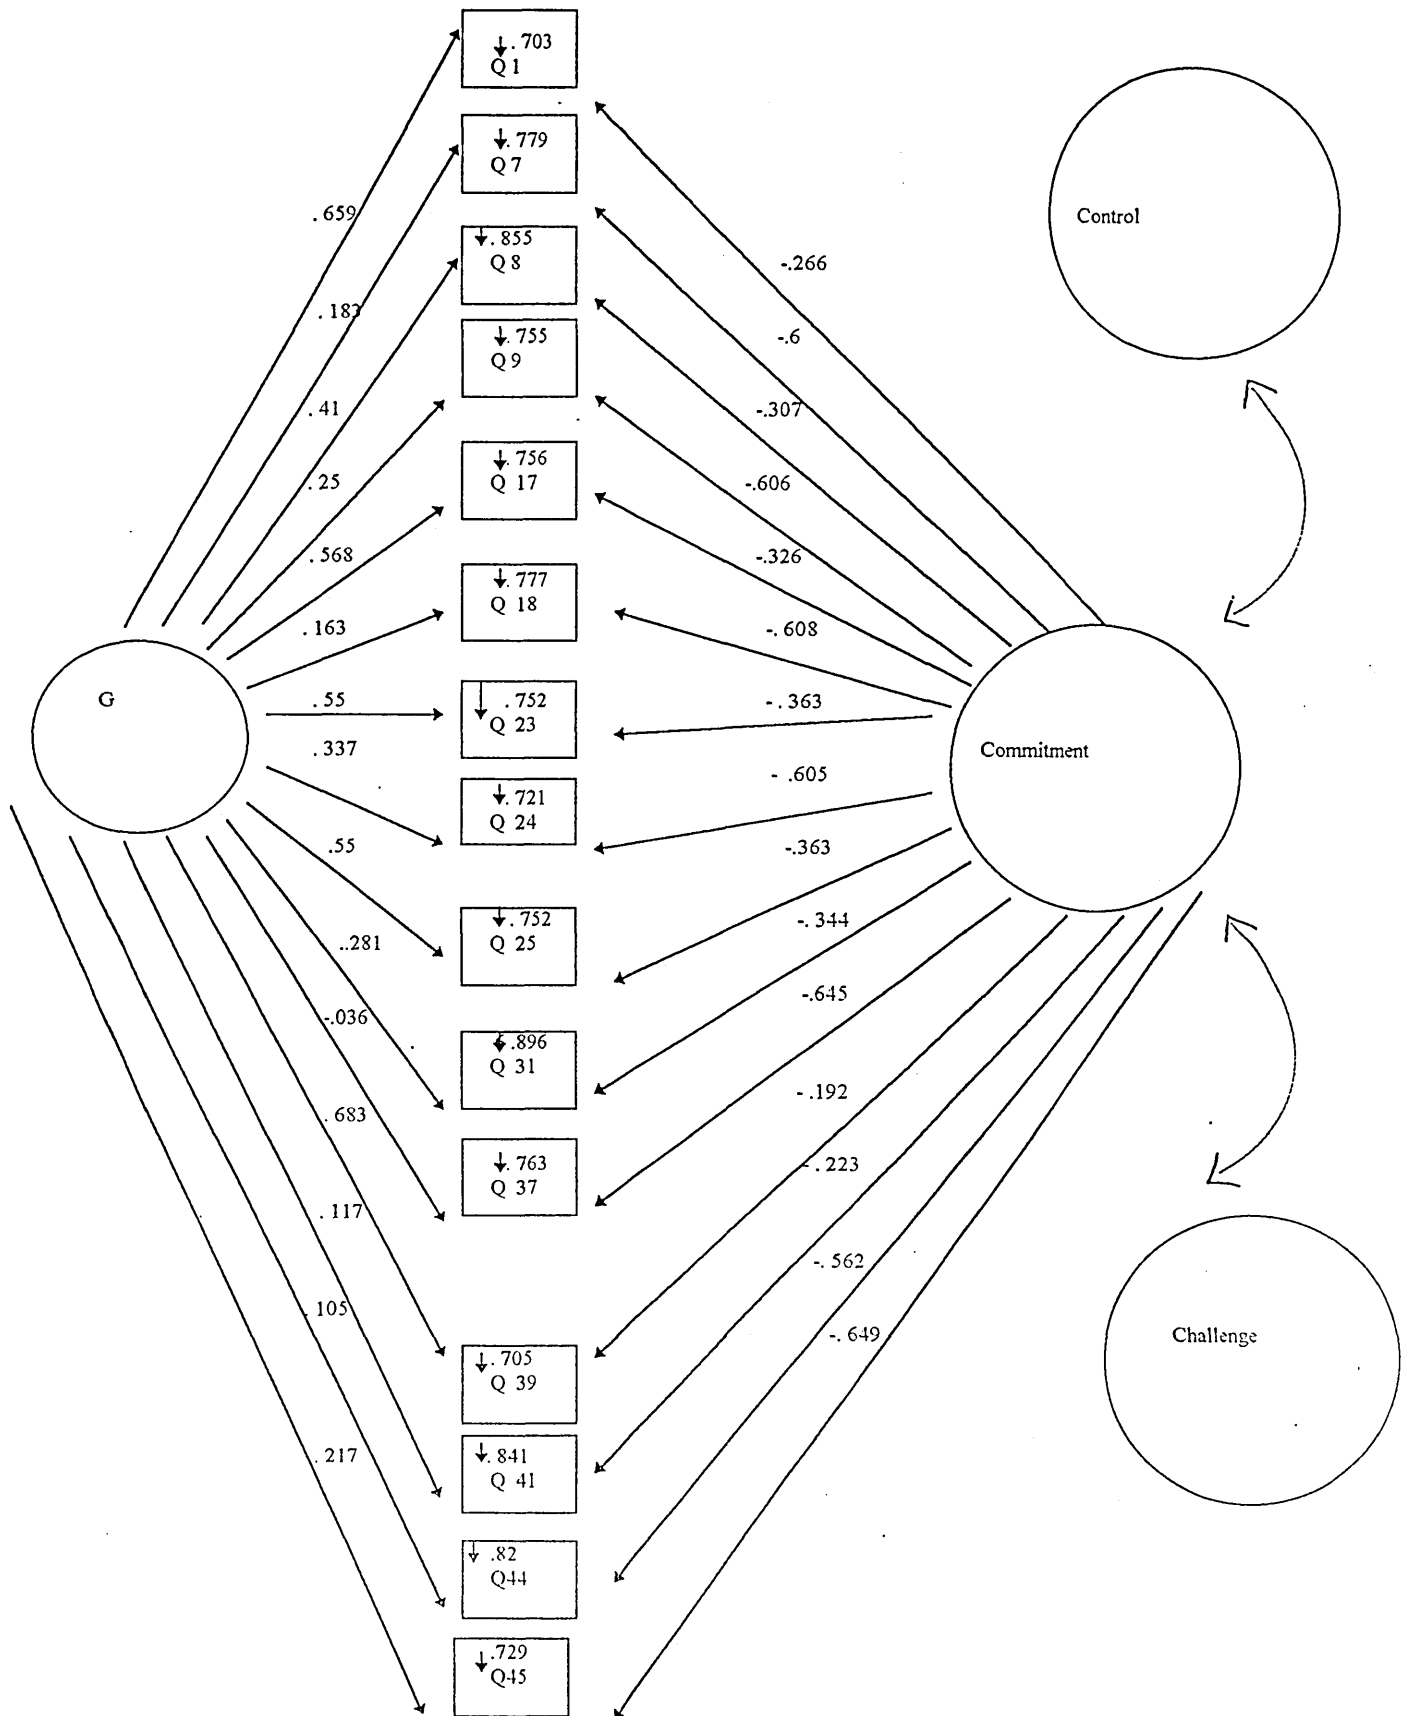 . 703
Q 1
. 779
Q 7
. 659
Control
. 855
Q 8
-.266
. 183
. 755
Q 9
-.6
. 41
-.307
. 756
Q 17
. 25
-.606
. 568
-.326
. 777
Q 18
. 163
-. 608
G
.55
. 752
Q 23
-. 363
. 337
Commitment
- .605
. 721
Q 24
. 55
-.363
. 752
Q 25
..281
-. 344
-.036
-.645
.896
Q 31
. 683
- .192
. 763
Q 37
- .223
. 117
-. 562
. 105
-. 649
Challenge
. 705
Q 39
. 217
. 841
Q 41
.82
Q44
.729
Q45